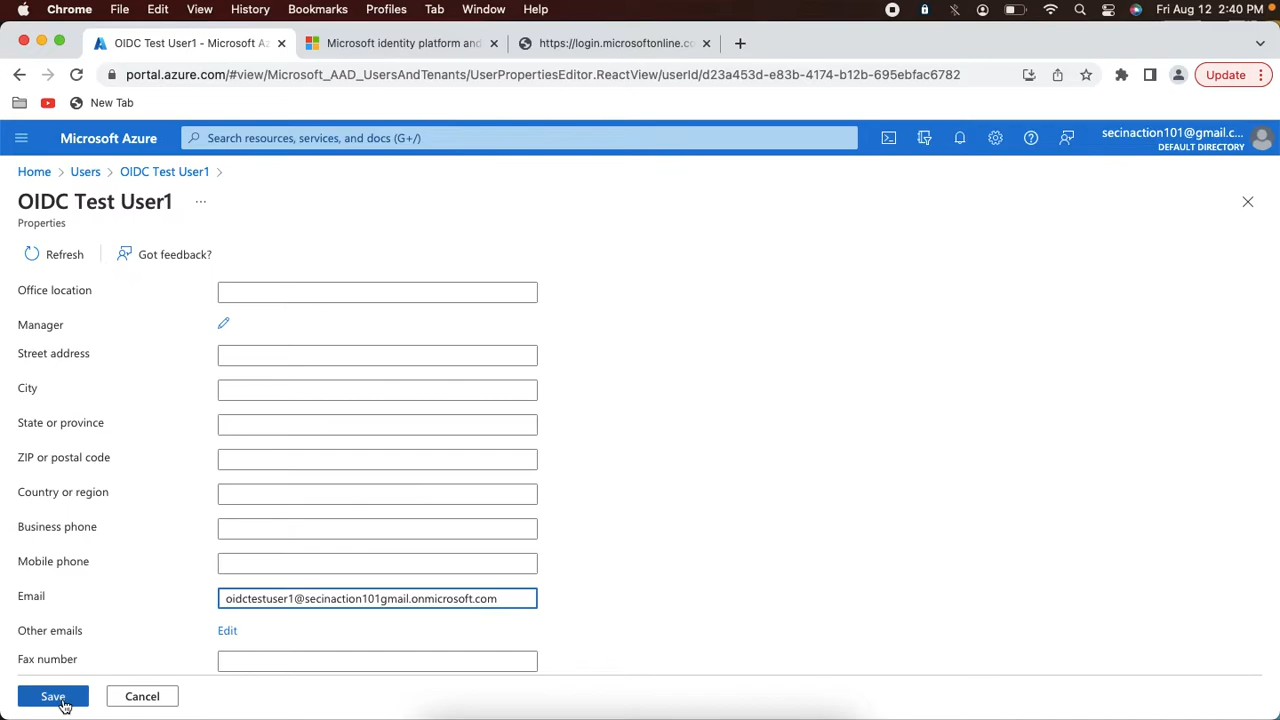 Chrome File Edit View History Bookmarks Profiles Tab Window Help Fri Aug 12 2:40 PM
OIDC Test User1 - Microsoft Az Microsoft identity platform and https://login.microsoftonline.co
portal.azure.com/#view/Microsoft_AAD_UsersAndTenants/UserPropertiesEditor.ReactView/userId/d23a453d-e83b-4174-b12b-695ebfac6782 Update
New Tab
Microsoft Azure Search resources, services, and docs (G+/) secinaction101@gmail.c...
DEFAULT DIRECTORY
Home > Users > OIDC Test User1 >
OIDC Test User1 ...
Properties
Refresh Got feedback?
Office location
Manager
Street address
City
State or province
ZIP or postal code
Country or region
Business phone
Mobile phone
Email oidctestuser1@secinaction101gmail.onmicrosoft.com
Other emails Edit
Fax number
Save Cancel